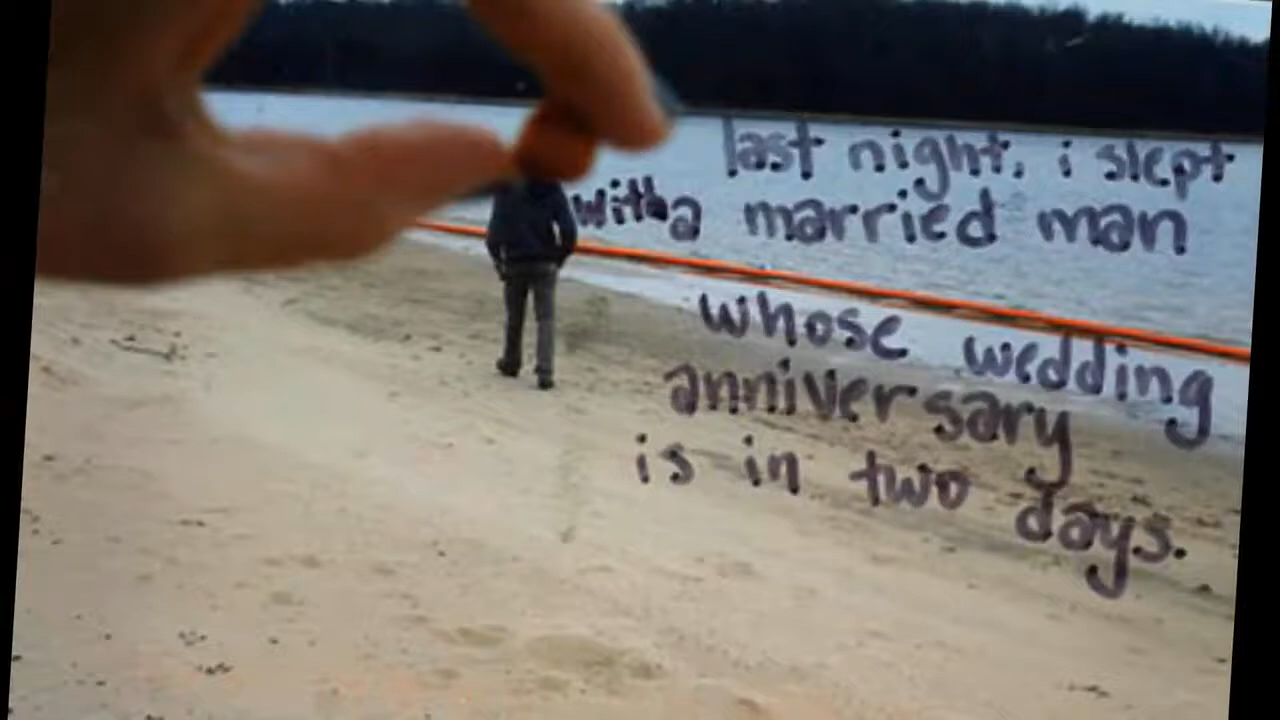 last night, i slept
with a married man
whose wedding
anniversary
is in two days.